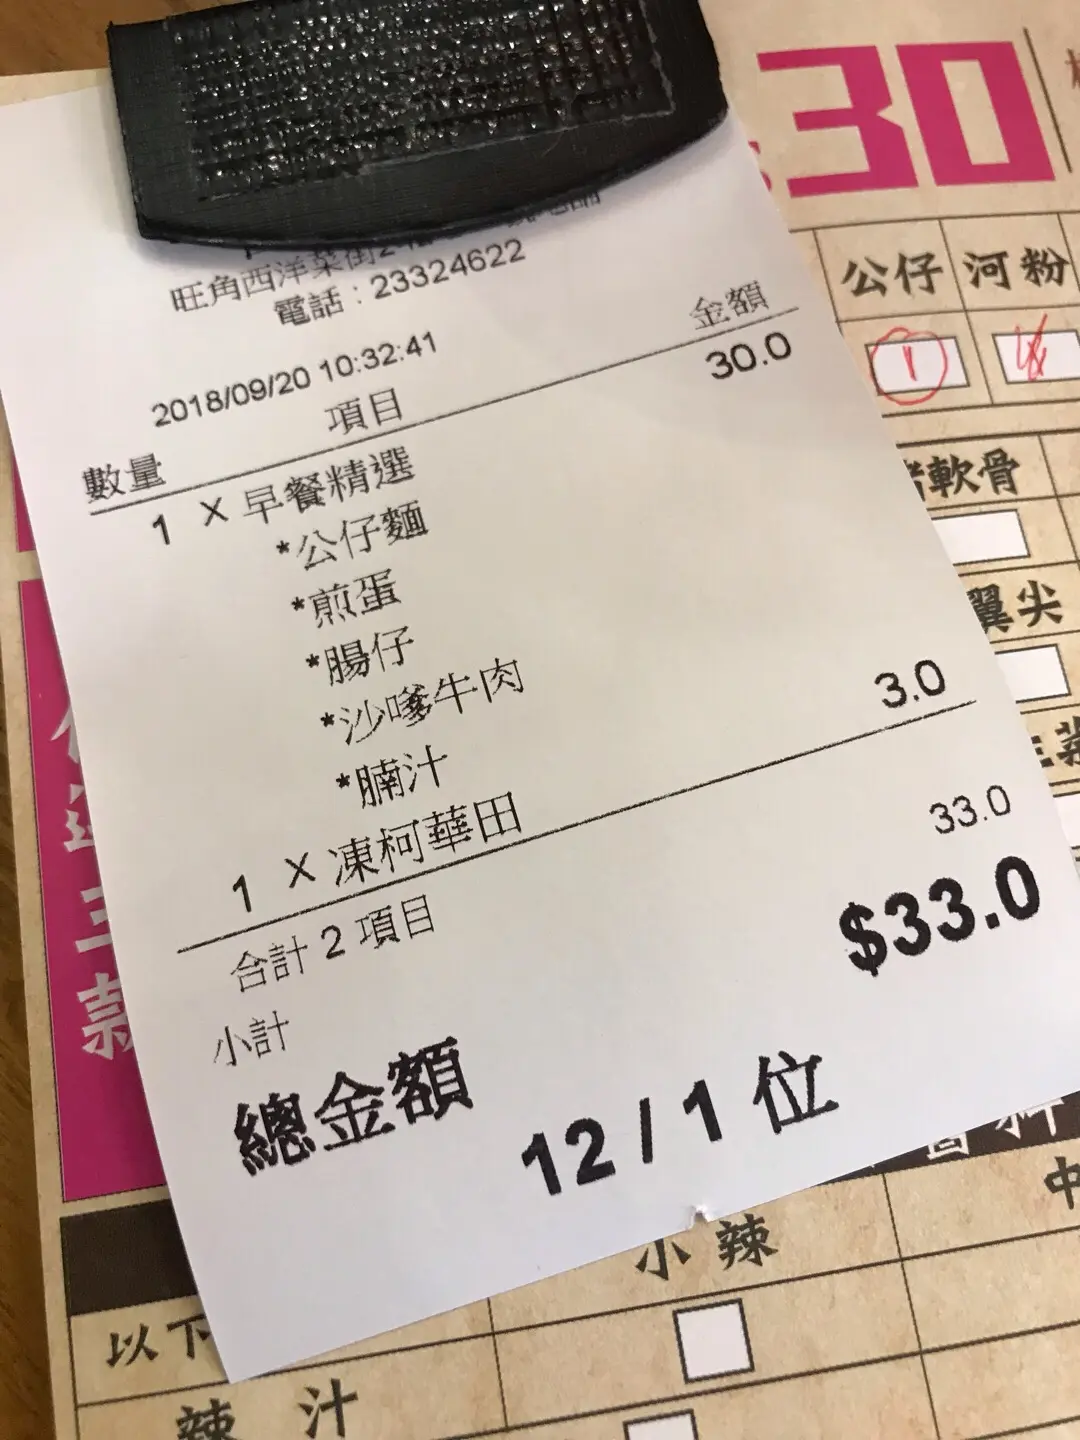 30
公仔 河粉
1
軟骨
翼尖
旺角西洋菜街
電話 : 23324622
2018/09/20 10:32:41
數量 項目 金額
1 X 早餐精選 30.0
*公仔麵
*煎蛋
*腸仔
*沙嗲牛肉
*腩汁
1 X 凍柯華田 3.0
合計 2 項目
小計 33.0
總金額 $33.0
12 / 1 位
款
小辣
中
以下
辣汁